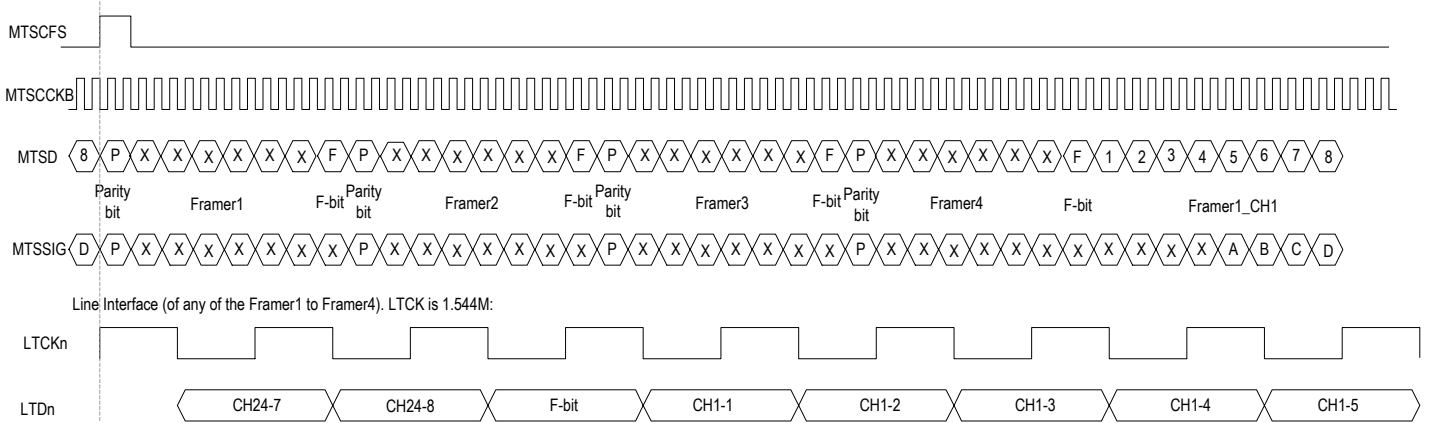 MTSCFS
MTSCCKB
MTSD 8 P X X X X X X F P X X X X X X F P X X X X X X F P X X X X X X F 1 2 3 4 5 6 7 8
Parity bit Framer1 F-bit Parity bit Framer2 F-bit Parity bit Framer3 F-bit Parity bit Framer4 F-bit Framer1_CH1
MTSSIG D P X X X X X X X P X X X X X X X P X X X X X X X P X X X X X X X X X X X A B C D
Line Interface (of any of the Framer1 to Framer4). LTCK is 1.544M:
LTCKn
LTDn CH24-7 CH24-8 F-bit CH1-1 CH1-2 CH1-3 CH1-4 CH1-5